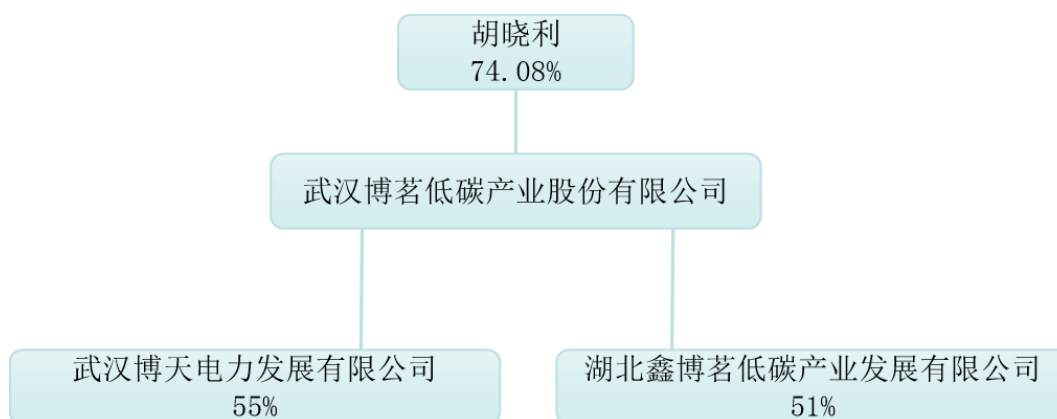 胡晓利
74.08%
武汉博茗低碳产业股份有限公司
武汉博天电力发展有限公司
55%
湖北鑫博茗低碳产业发展有限公司
51%